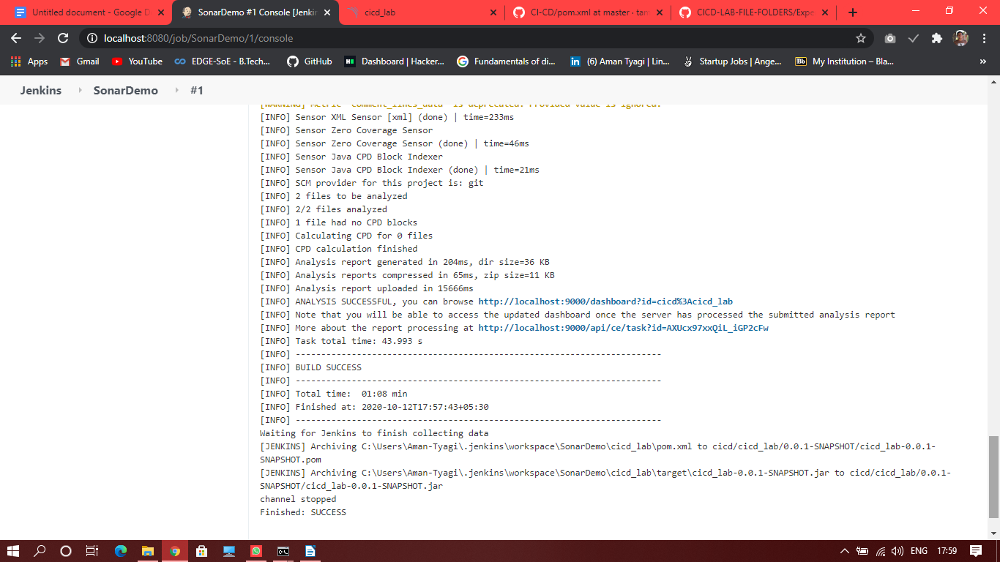 Untitled document - Google D
SonarDemo #1 Console [Jenki
cicd_lab
CI-CD/pom.xml at master · tan
CICD-LAB-FILE-FOLDERS/Expe
localhost:8080/job/SonarDemo/1/console
Apps
Gmail
YouTube
EDGE-SoE - B.Tech...
GitHub
Dashboard | Hacker...
Fundamentals of di...
(6) Aman Tyagi | Lin...
Startup Jobs | Ange...
Bb
My Institution – Bla...
»
Jenkins
SonarDemo
#1
[WARNING] Metric 'comment_lines_data' is deprecated. Provided value is ignored.
[INFO] Sensor XML Sensor [xml] (done) | time=233ms
[INFO] Sensor Zero Coverage Sensor
[INFO] Sensor Zero Coverage Sensor (done) | time=46ms
[INFO] Sensor Java CPD Block Indexer
[INFO] Sensor Java CPD Block Indexer (done) | time=21ms
[INFO] SCM provider for this project is: git
[INFO] 2 files to be analyzed
[INFO] 2/2 files analyzed
[INFO] 1 file had no CPD blocks
[INFO] Calculating CPD for 0 files
[INFO] CPD calculation finished
[INFO] Analysis report generated in 204ms, dir size=36 KB
[INFO] Analysis reports compressed in 65ms, zip size=11 KB
[INFO] Analysis report uploaded in 15666ms
[INFO] ANALYSIS SUCCESSFUL, you can browse http://localhost:9000/dashboard?id=cicd%3Acicd_lab
[INFO] Note that you will be able to access the updated dashboard once the server has processed the submitted analysis report
[INFO] More about the report processing at http://localhost:9000/api/ce/task?id=AXUcx97xxQiL_iGP2cFw
[INFO] Task total time: 43.993 s
[INFO] ------------------------------------------------------------------------
[INFO] BUILD SUCCESS
[INFO] ------------------------------------------------------------------------
[INFO] Total time:  01:08 min
[INFO] Finished at: 2020-10-12T17:57:43+05:30
[INFO] ------------------------------------------------------------------------
Waiting for Jenkins to finish collecting data
[JENKINS] Archiving C:\Users\Aman-Tyagi\.jenkins\workspace\SonarDemo\cicd_lab\pom.xml to cicd/cicd_lab/0.0.1-SNAPSHOT/cicd_lab-0.0.1-
SNAPSHOT.pom
[JENKINS] Archiving C:\Users\Aman-Tyagi\.jenkins\workspace\SonarDemo\cicd_lab\target\cicd_lab-0.0.1-SNAPSHOT.jar to cicd/cicd_lab/0.0.1-
SNAPSHOT/cicd_lab-0.0.1-SNAPSHOT.jar
channel stopped
Finished: SUCCESS
ENG
17:59